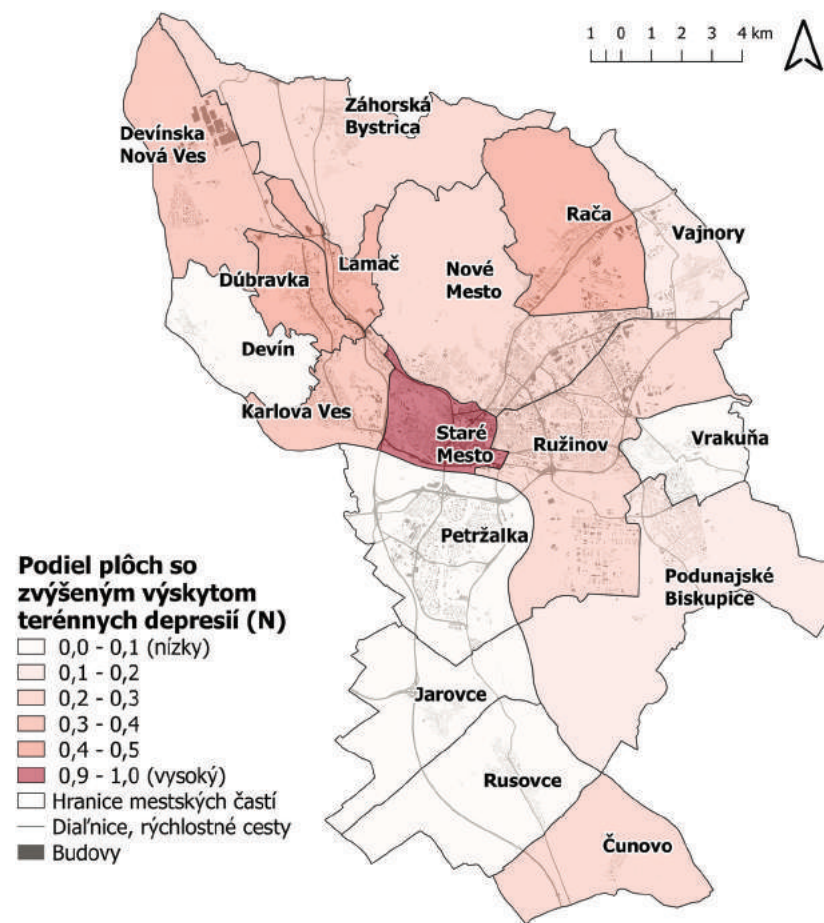 1 0 1 2 3 4 km
Záhorská
Bystrica
Devínska
Nová Ves
Rača
Vajnory
Lamač
Nové
Mesto
Dúbravka
Devín
Karlova Ves
Staré
Mesto
Ružinov
Vrakuňa
Petržalka
Podunajské
Biskupice
Jarovce
Rusovce
Čunovo
Podiel plôch so
zvýšeným výskytom
terénnych depresií (N)
0,0 - 0,1 (nízky)
0,1 - 0,2
0,2 - 0,3
0,3 - 0,4
0,4 - 0,5
0,9 - 1,0 (vysoký)
Hranice mestských častí
Diaľnice, rýchlostné cesty
Budovy